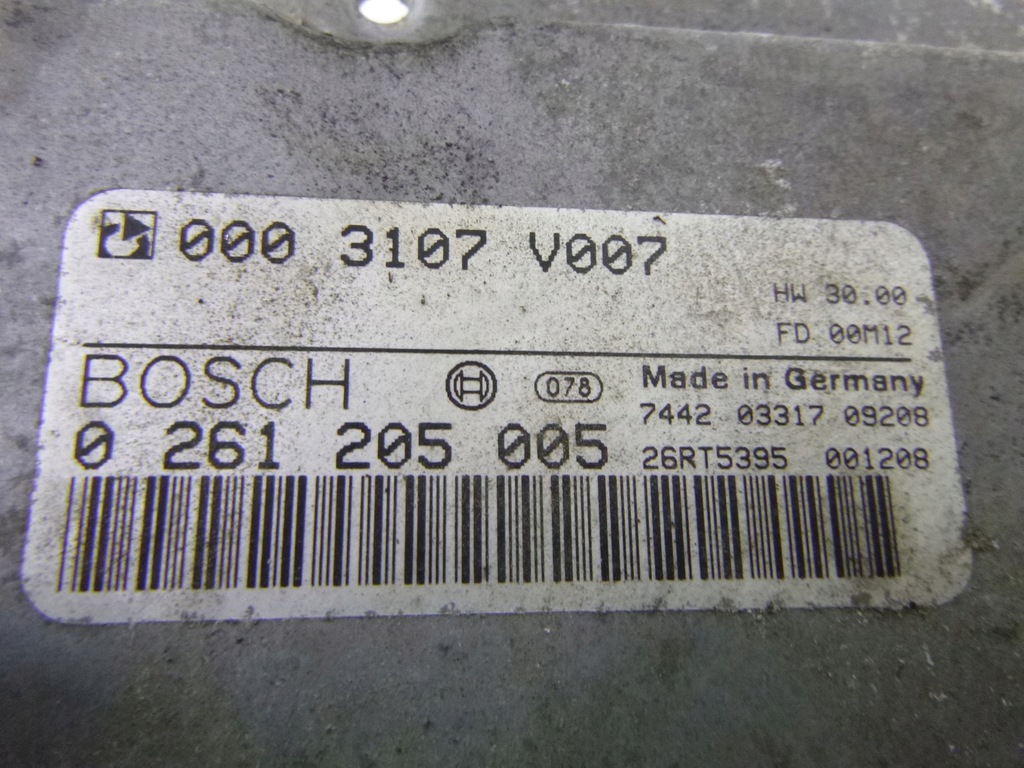 000 3107 V007
HW 30.00
FD 00M12
BOSCH 078 Made in Germany
7442 03317 09208
0 261 205 005
26RT5395 001208